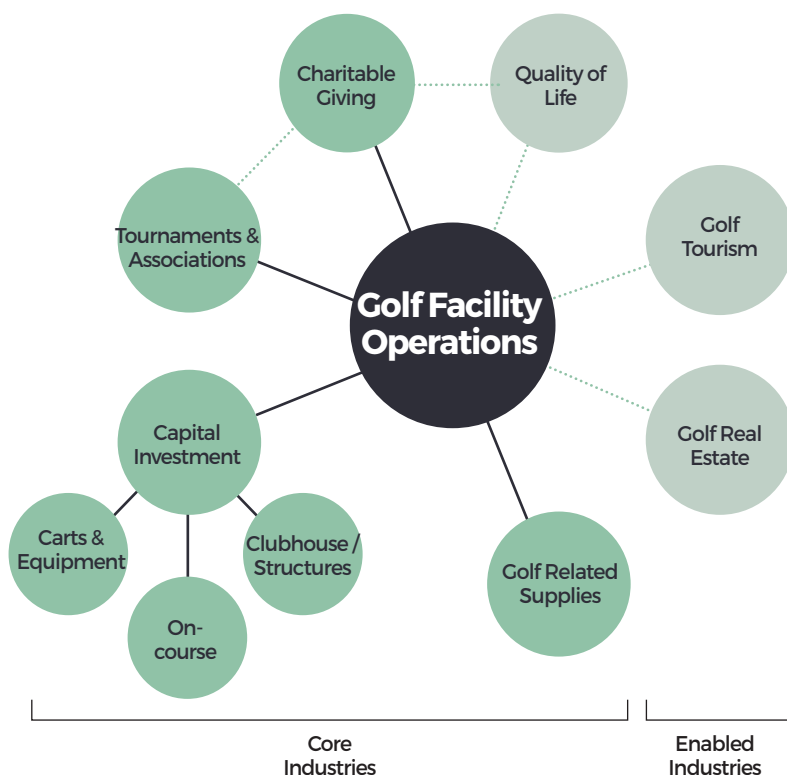 Charitable
Giving
Quality of
Life
Tournaments &
Associations
Golf
Tourism
Golf Facility
Operations
Capital
Investment
Golf Real
Estate
Carts &
Equipment
Clubhouse /
Structures
On-
course
Golf Related
Supplies
Core
Industries
Enabled
Industries